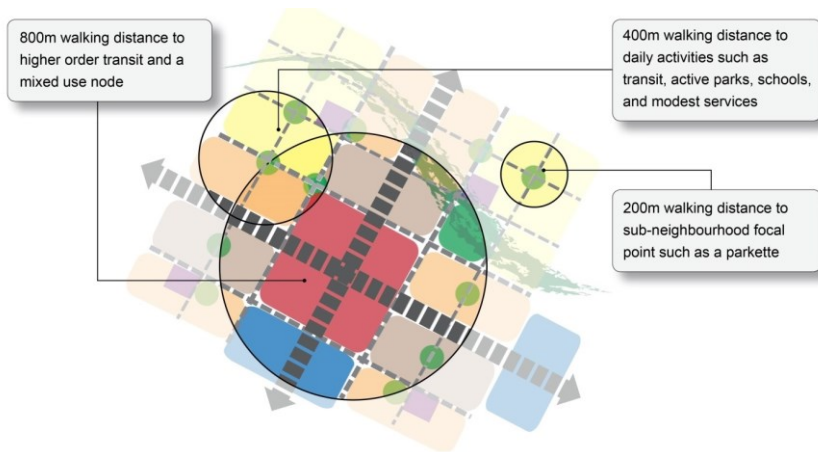 800m walking distance to
higher order transit and a
mixed use node
400m walking distance to
daily activities such as
transit, active parks, schools,
and modest services
200m walking distance to
sub-neighbourhood focal
point such as a parkette